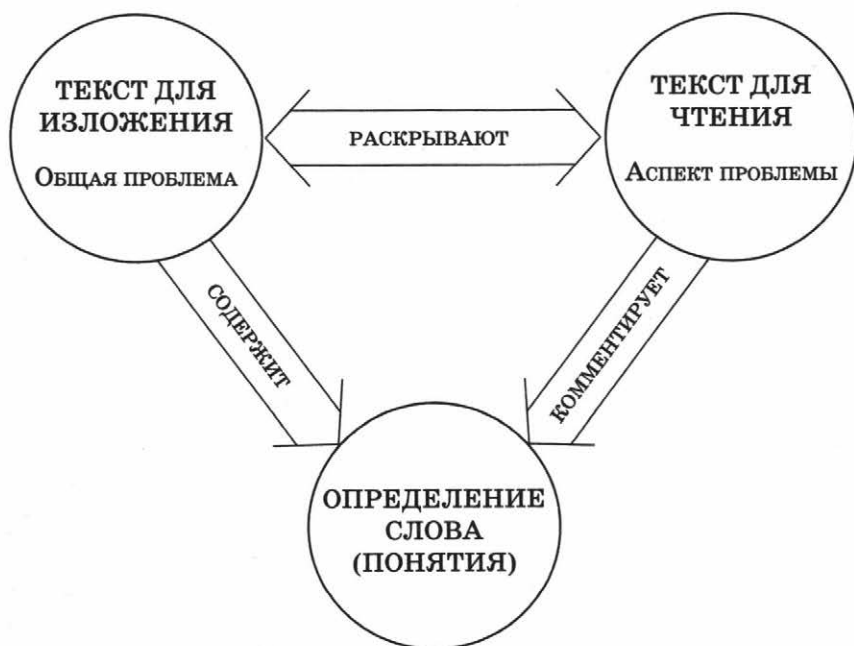 ТЕКСТ ДЛЯ
ИЗЛОЖЕНИЯ
ОБЩАЯ ПРОБЛЕМА
РАСКРЫВАЮТ
ТЕКСТ ДЛЯ
ЧТЕНИЯ
АСПЕКТ ПРОБЛЕМЫ
СОДЕРЖИТ
КОММЕНТИРУЕТ
ОПРЕДЕЛЕНИЕ
СЛОВА
(ПОНЯТИЯ)